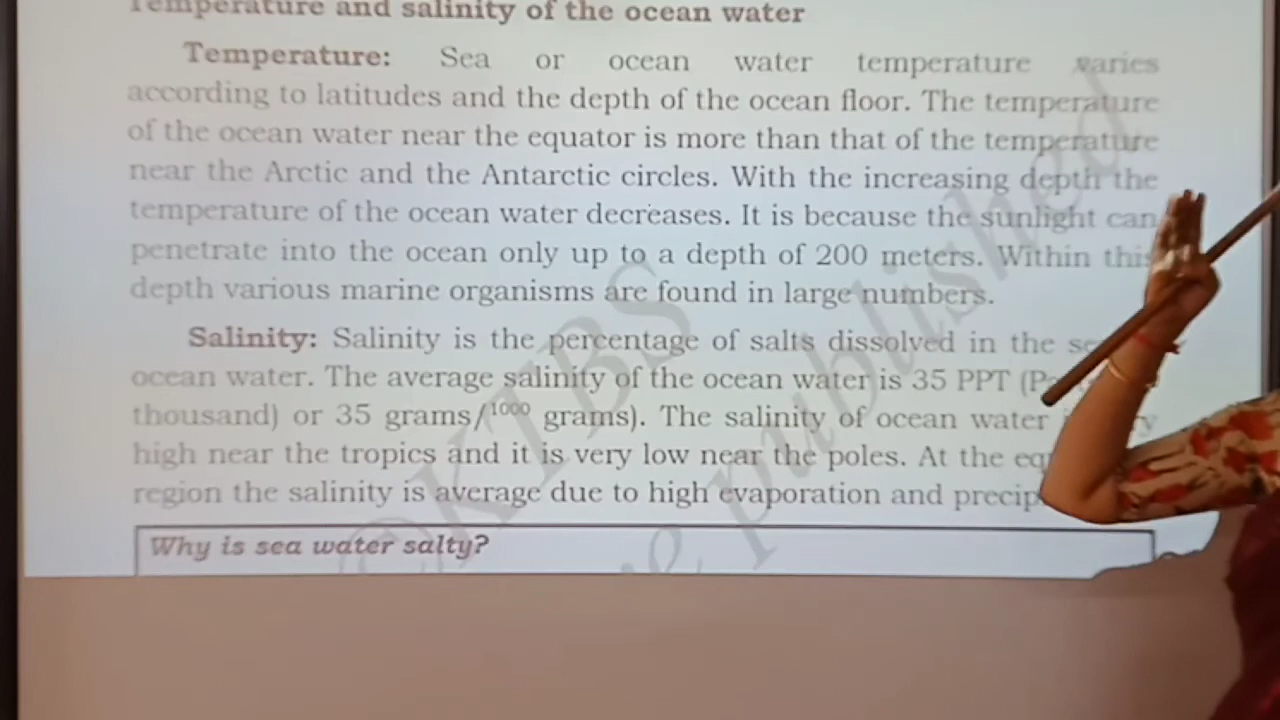 Temperature and salinity of the ocean water
Temperature: Sea or ocean water temperature varies
according to latitudes and the depth of the ocean floor. The temperature
of the ocean water near the equator is more than that of the temperature
near the Arctic and the Antarctic circles. With the increasing depth the
temperature of the ocean water decreases. It is because the sunlight can
penetrate into the ocean only up to a depth of 200 meters. Within this
depth various marine organisms are found in large numbers.
Salinity: Salinity is the percentage of salts dissolved in the
ocean water. The average salinity of the ocean water is 35 PPT
thousand) or 35 grams/1000 grams). The salinity of ocean water
high near the tropics and it is very low near the poles. At the
region the salinity is average due to high evaporation and
Why is sea water salty?
©KTBS
be published